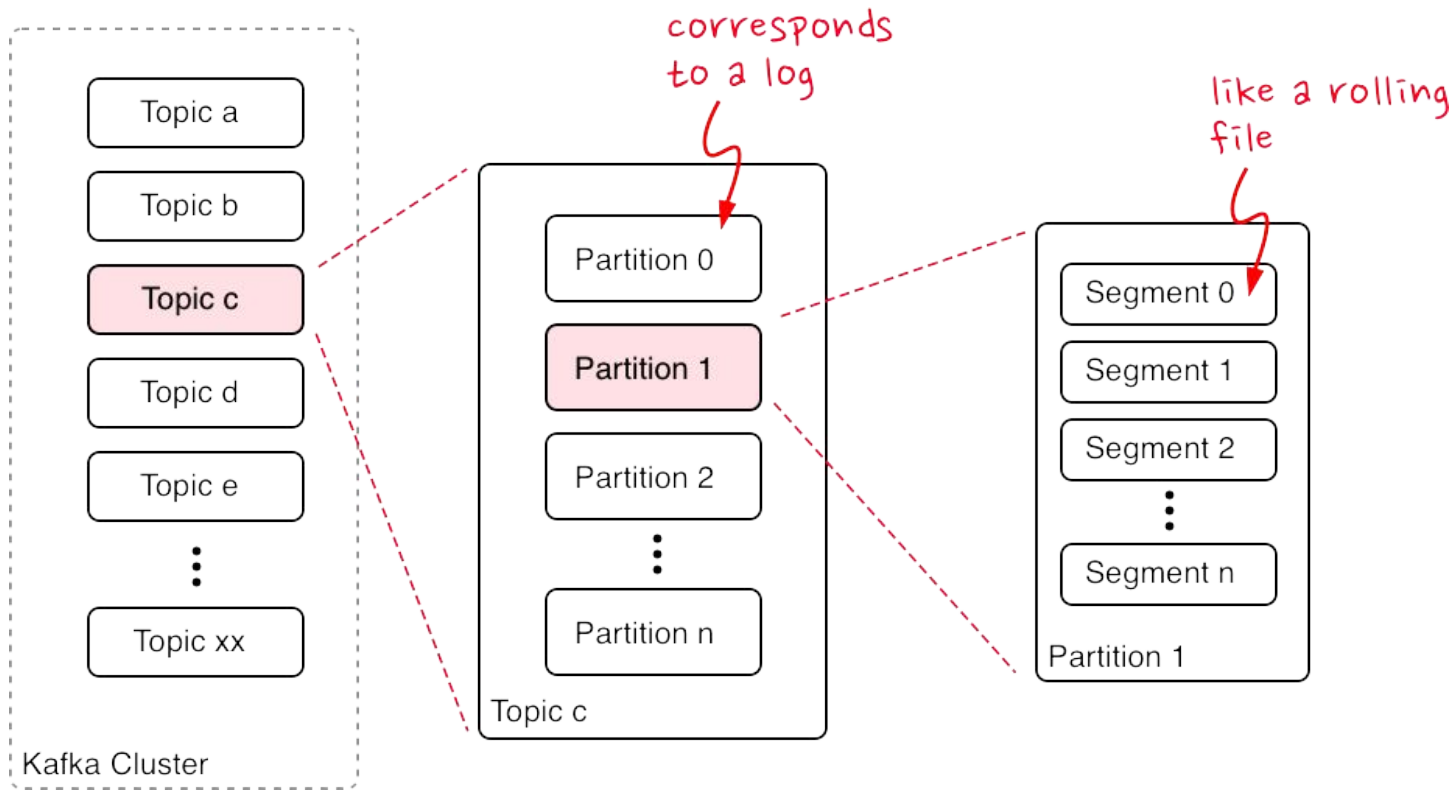 Topic a
Topic b
Topic c
Topic d
Topic e
Topic xx
Kafka Cluster
corresponds
to a log
Partition 0
Partition 1
Partition 2
Partition n
Topic c
like a rolling
file
Segment 0
Segment 1
Segment 2
Segment n
Partition 1